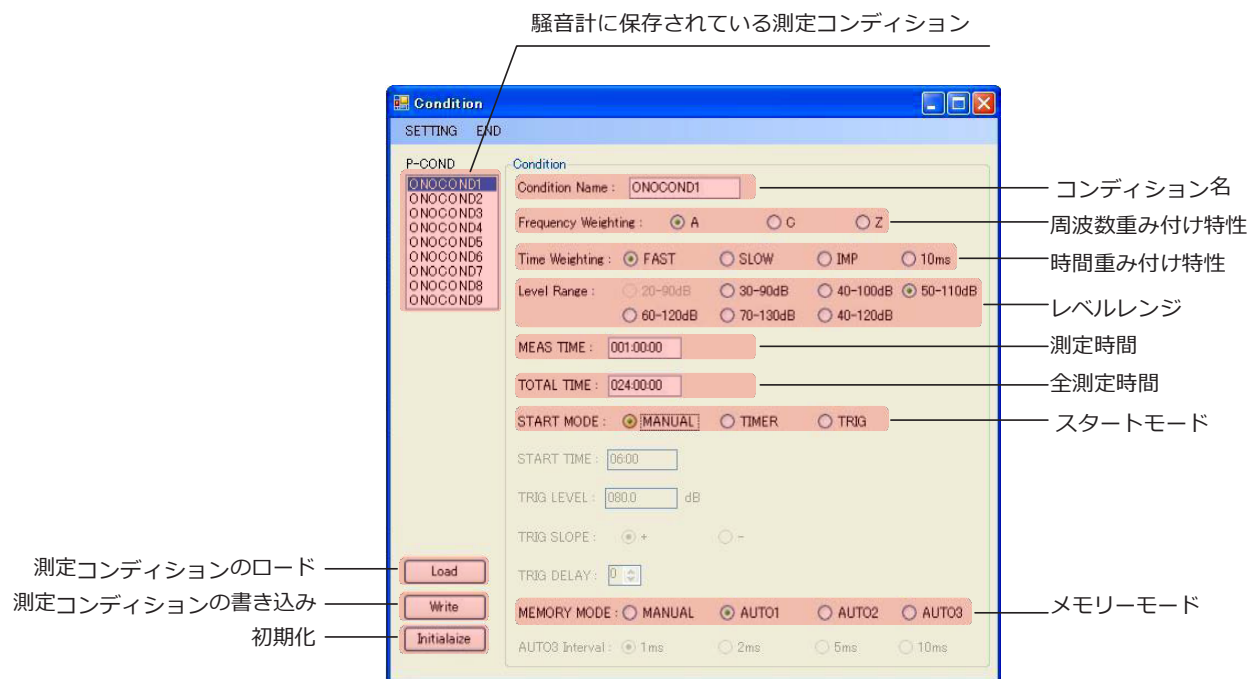 騒音計に保存されている測定コンディション
Condition
SETTING END
P-COND
ONOCOND1
ONOCOND2
ONOCOND3
ONOCOND4
ONOCOND5
ONOCOND6
ONOCOND7
ONOCOND8
ONOCOND9
Condition
Condition Name : ONOCOND1
コンディション名
Frequency Weighting : A C Z
周波数重み付け特性
Time Weighting : FAST SLOW IMP 10ms
時間重み付け特性
Level Range : 20-90dB 30-90dB 40-100dB 50-110dB
60-120dB 70-130dB 40-120dB
レベルレンジ
MEAS TIME : 001:00:00
測定時間
TOTAL TIME : 024:00:00
全測定時間
START MODE : MANUAL TIMER TRIG
スタートモード
START TIME : 06:00
TRIG LEVEL : 080.0 dB
TRIG SLOPE : + -
TRIG DELAY : 0
測定コンディションのロード
Load
測定コンディションの書き込み
Write
初期化
Initialaize
MEMORY MODE : MANUAL AUTO1 AUTO2 AUTO3
メモリーモード
AUTO3 Interval : 1ms 2ms 5ms 10ms